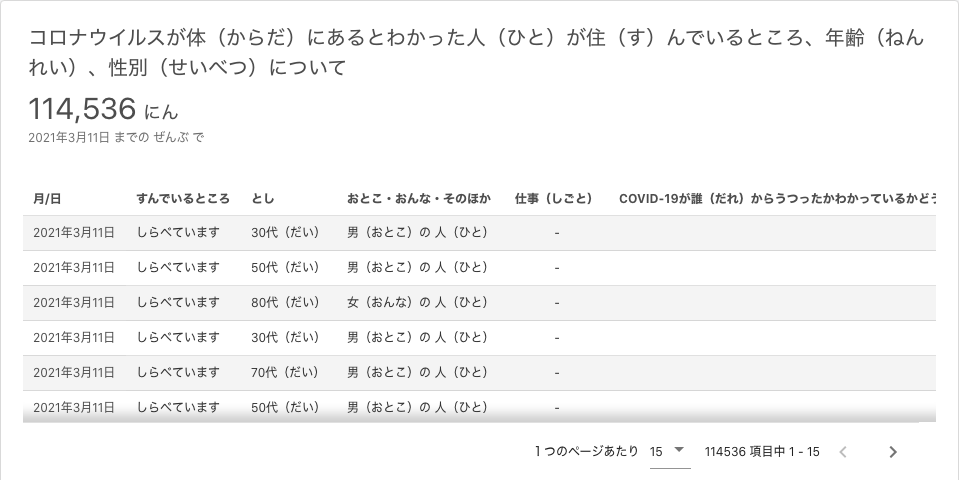 コロナウイルスが体（からだ）にあるとわかった人（ひと）が住（す）んでいるところ、年齢（ねん
れい）、性別（せいべつ）について
114,536 にん
2021年3月11日 までの ぜんぶ で
月/日 すんでいるところ とし おとこ・おんな・そのほか 仕事（しごと） COVID-19が誰（だれ）からうつったかわかっているかどう
2021年3月11日 しらべています 30代（だい） 男（おとこ）の 人（ひと） -
2021年3月11日 しらべています 50代（だい） 男（おとこ）の 人（ひと） -
2021年3月11日 しらべています 80代（だい） 女（おんな）の 人（ひと） -
2021年3月11日 しらべています 30代（だい） 男（おとこ）の 人（ひと） -
2021年3月11日 しらべています 70代（だい） 男（おとこ）の 人（ひと） -
2021年3月11日 しらべています 50代（だい） 男（おとこ）の 人（ひと） -
1 つのページあたり 15 114536 項目中 1 - 15